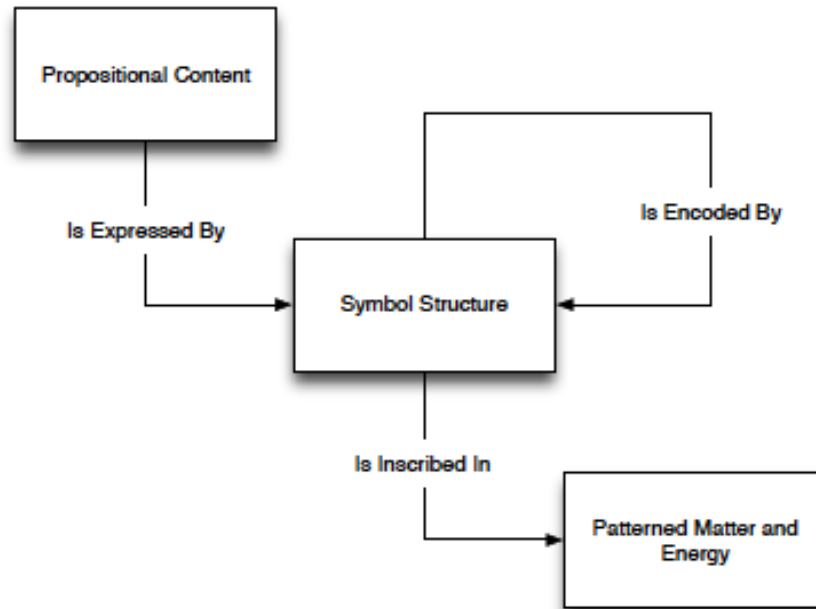 Propositional Content
Is Expressed By
Is Encoded By
Symbol Structure
Is Inscribed In
Patterned Matter and
Energy